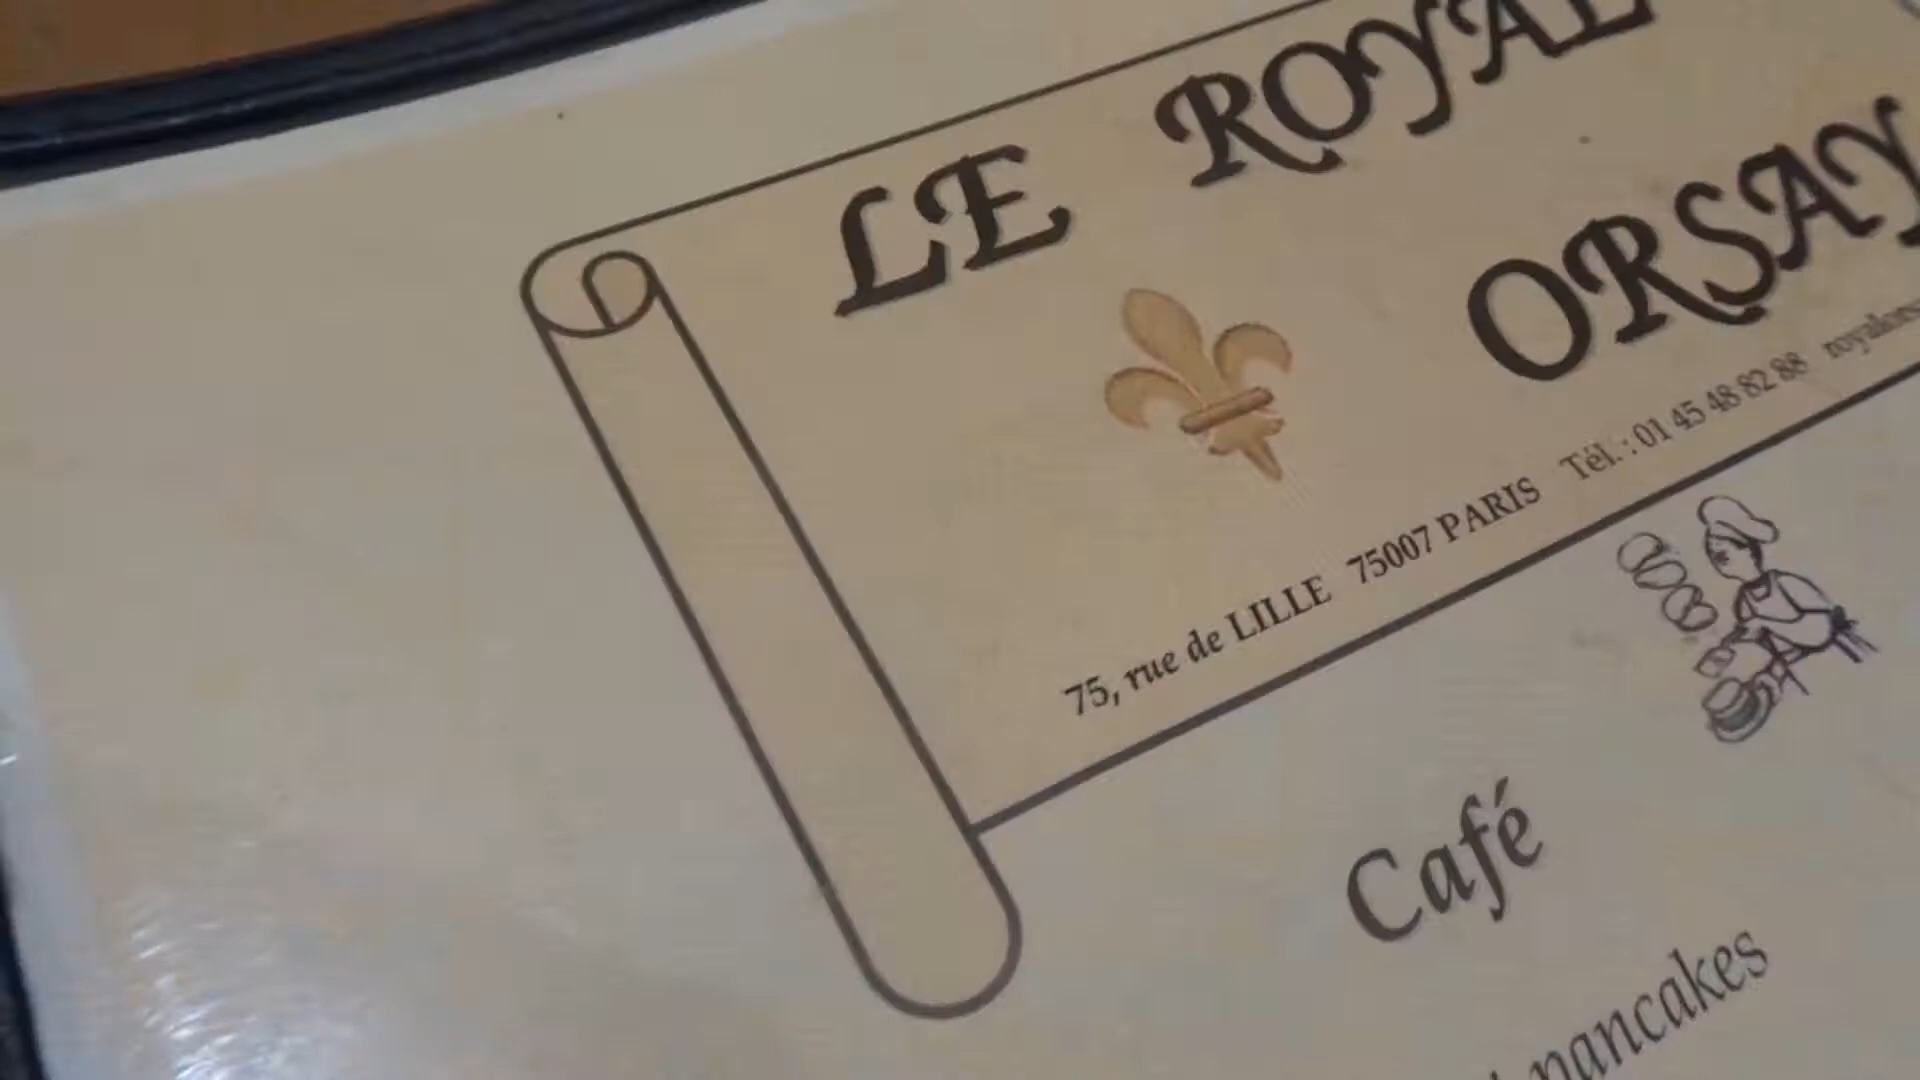 LE ROYAL
ORSAY
75, rue de LILLE 75007 PARIS Tél. : 01 45 48 82 88
Café
pancakes